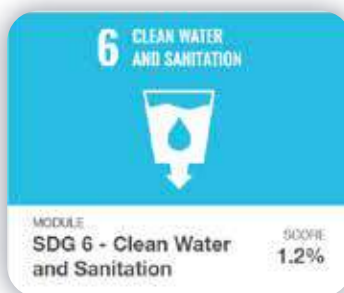 6 CLEAN WATER
AND SANITATION
MODULE
SDG 6 - Clean Water
and Sanitation
SCORE
1.2%